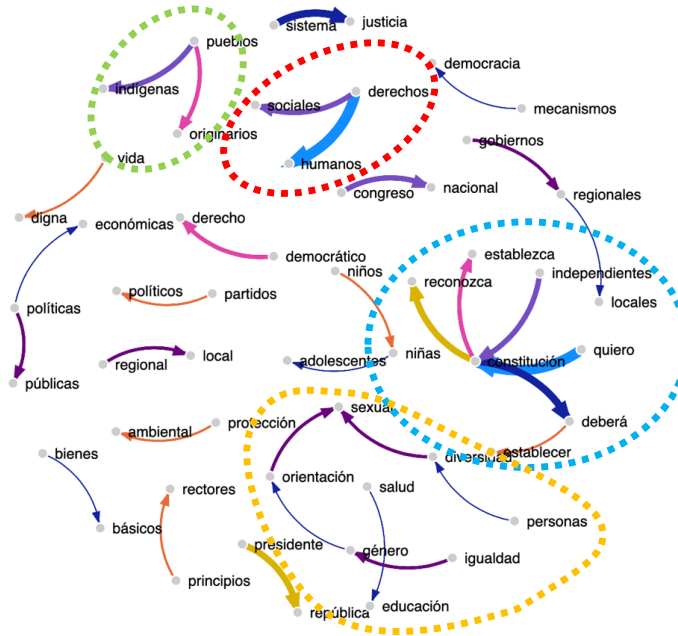 sistema
justicia
pueblos
democracia
indígenas
sociales
derechos
mecanismos
originarios
gobiernos
vida
humanos
congreso
nacional
regionales
digna
económicas
derecho
democrático
establezca
niños
reconozca
independientes
políticas
políticos
partidos
locales
regional
local
adolescentes
niñas
constitución
quiero
públicas
sexual
deberá
ambiental
protección
bienes
diversidad
establecer
rectores
orientación
salud
básicos
personas
presidente
género
igualdad
principios
república
educación